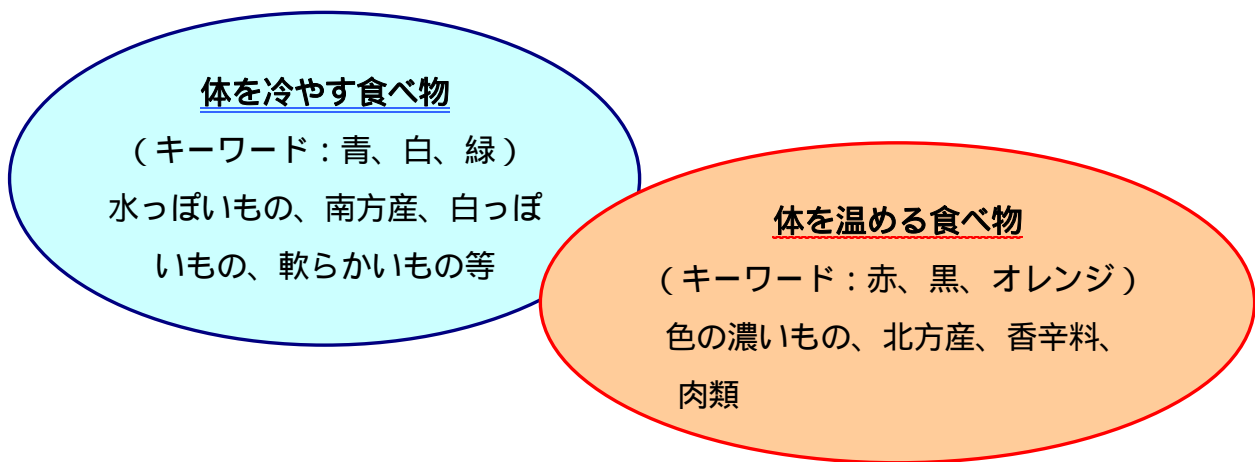 体を冷やす食べ物
（キーワード：青、白、緑）
水っぽいもの、南方産、白っぽ
いもの、軟らかいもの等
体を温める食べ物
（キーワード：赤、黒、オレンジ）
色の濃いもの、北方産、香辛料、
肉類